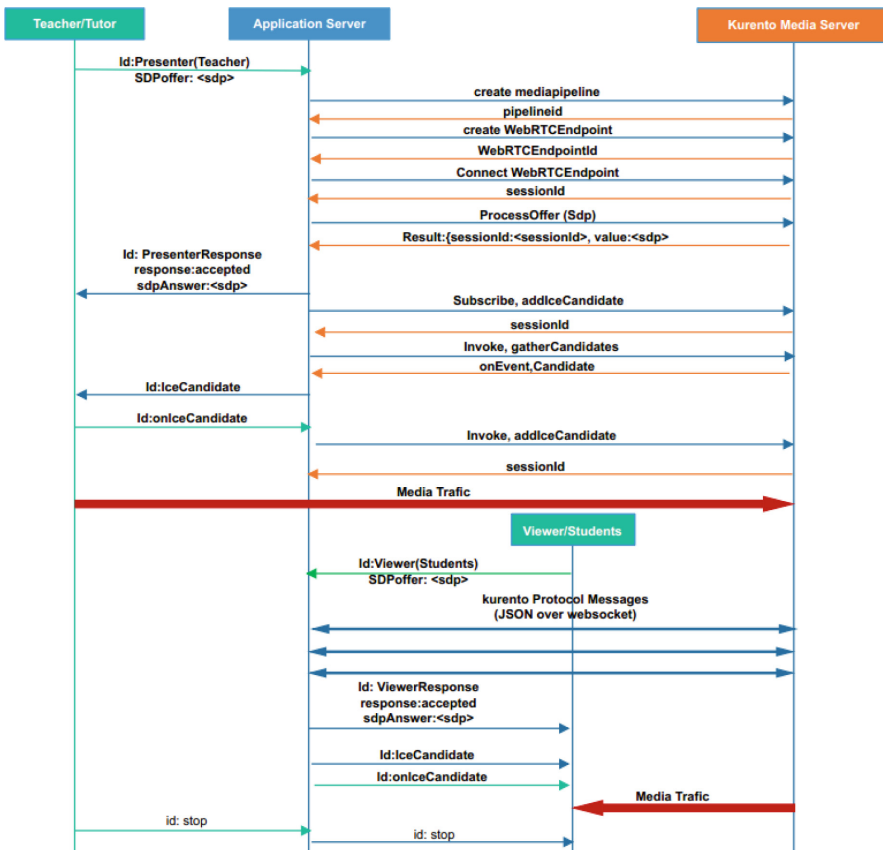 Teacher/Tutor
Application Server
Kurento Media Server
Id:Presenter(Teacher)
SDPoffer: <sdp>
create mediapipeline
pipelineid
create WebRTCEndpoint
WebRTCEndpointId
Connect WebRTCEndpoint
sessionId
ProcessOffer (Sdp)
Result:{sessionId:<sessionId>, value:<sdp>
Id: PresenterResponse
response:accepted
sdpAnswer:<sdp>
Subscribe, addIceCandidate
sessionId
Invoke, gatherCandidates
onEvent,Candidate
Id:IceCandidate
Id:onIceCandidate
Invoke, addIceCandidate
sessionId
Media Trafic
Viewer/Students
Id:Viewer(Students)
SDPoffer: <sdp>
kurento Protocol Messages
(JSON over websocket)
Id: ViewerResponse
response:accepted
sdpAnswer:<sdp>
Id:IceCandidate
Id:onIceCandidate
Media Trafic
id: stop
id: stop